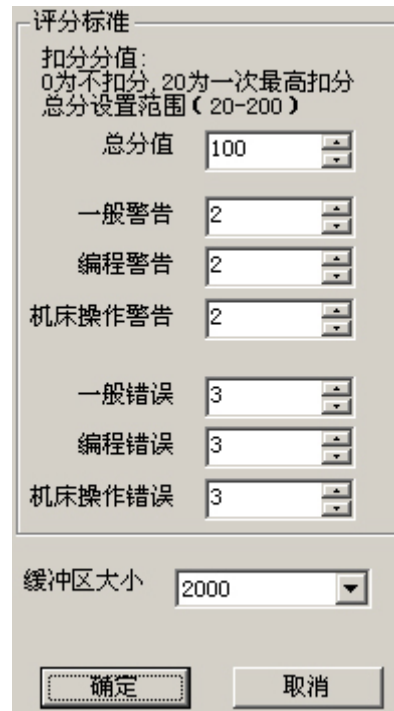 评分标准
扣分分值:
0为不扣分,20为一次最高扣分
总分设置范围(20-200)
总分值 100
一般警告 2
编程警告 2
机床操作警告 2
一般错误 3
编程错误 3
机床操作错误 3
缓冲区大小 2000
确定 取消